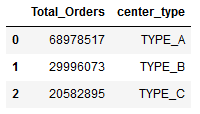 Total_Orders center_type
0 68978517 TYPE_A
1 29996073 TYPE_B
2 20582895 TYPE_C